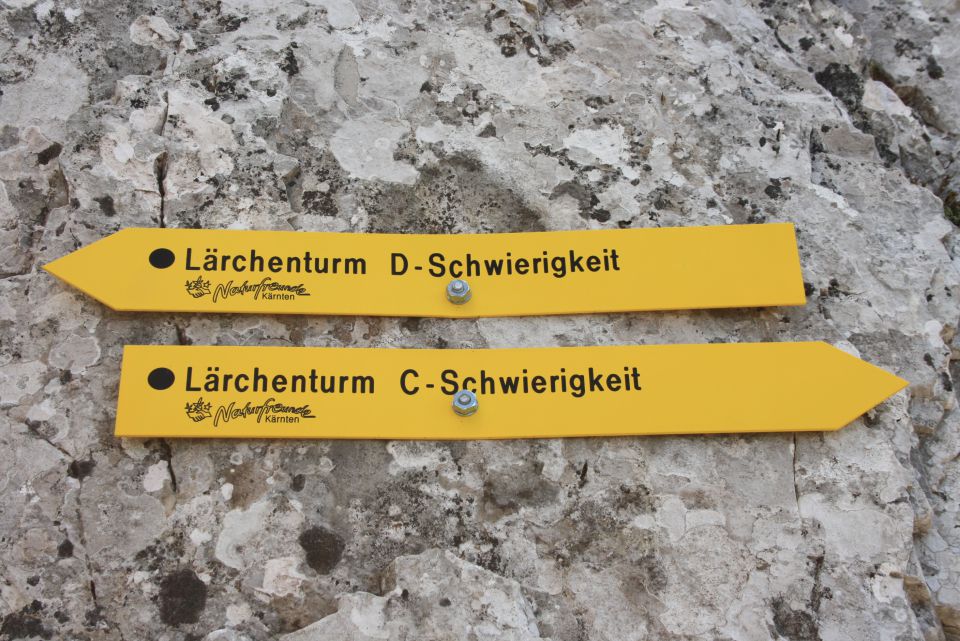 Lärchenturm D-Schwierigkeit
Naturfreunde
Kärnten
Lärchenturm C-Schwierigkeit
Naturfreunde
Kärnten